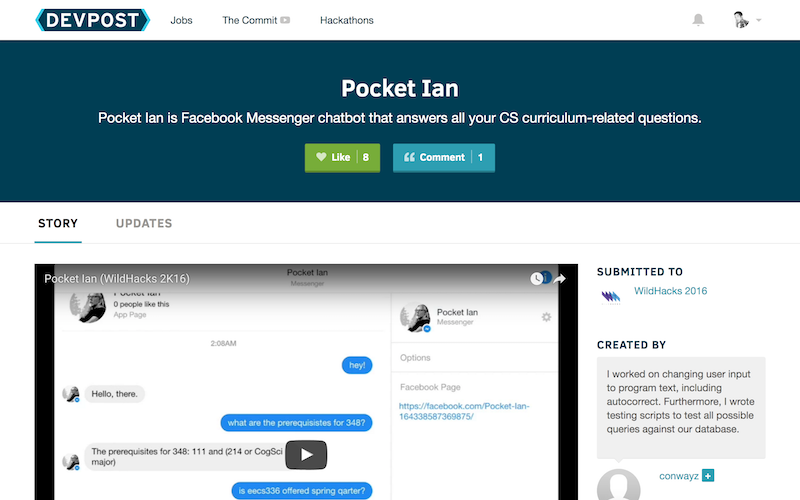 DEVPOST
Jobs
The Commit
Hackathons
Pocket Ian
Pocket Ian is Facebook Messenger chatbot that answers all your CS curriculum-related questions.
Like 8
Comment 1
STORY
UPDATES
Pocket Ian (WildHacks 2K16)
Pocket Ian
Messenger
Pocket Ian
0 people like this
App Page
2:08AM
hey!
Hello, there.
what are the prerequisistes for 348?
The prerequisites for 348: 111 and (214 or CogSci
major)
is eecs336 offered spring qarter?
Pocket Ian
Messenger
Options
Facebook Page
https://facebook.com/Pocket-Ian-
164338587369875/
SUBMITTED TO
WildHacks 2016
CREATED BY
I worked on changing user input
to program text, including
autocorrect. Furthermore, I wrote
testing scripts to test all possible
queries against our database.
conwayz